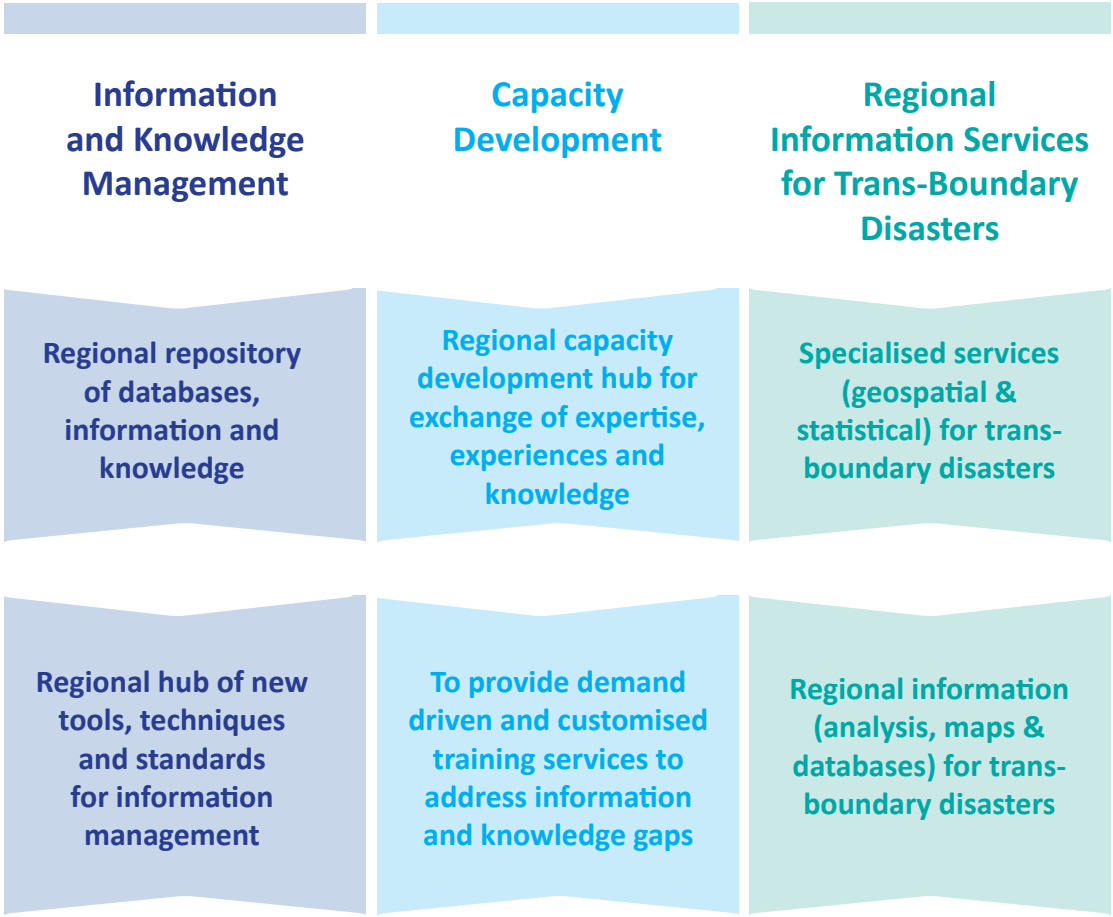 Information
and Knowledge
Management
Capacity
Development
Regional
Information Services
for Trans-Boundary
Disasters
Regional repository
of databases,
information and
knowledge
Regional capacity
development hub for
exchange of expertise,
experiences and
knowledge
Specialised services
(geospatial &
statistical) for trans-
boundary disasters
Regional hub of new
tools, techniques
and standards
for information
management
To provide demand
driven and customised
training services to
address information
and knowledge gaps
Regional information
(analysis, maps &
databases) for trans-
boundary disasters